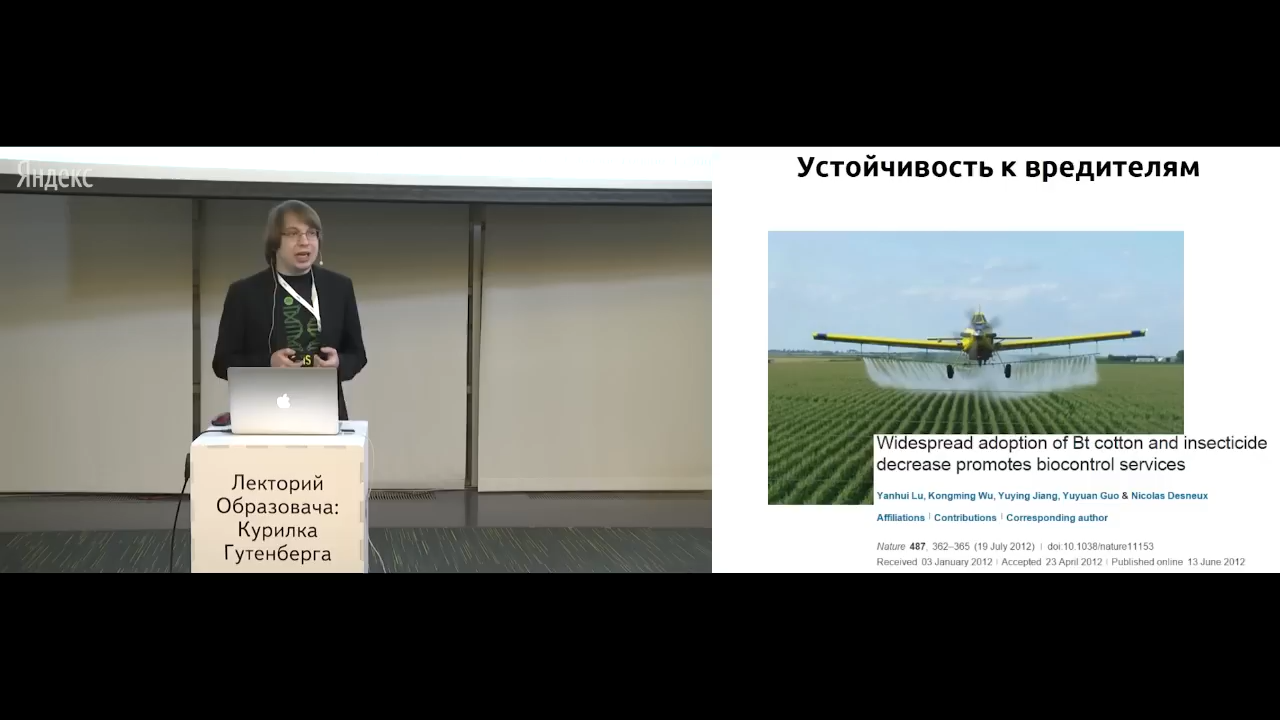 Яндекс
Лекторий
Образовача:
Курилка
Гутенберга
Устойчивость к вредителям
Widespread adoption of Bt cotton and insecticide
decrease promotes biocontrol services
Yanhui Lu, Kongming Wu, Yuying Jiang, Yuyuan Guo & Nicolas Desneux
Affiliations | Contributions | Corresponding author
Nature 487, 362–365 (19 July 2012) | doi:10.1038/nature11153
Received 03 January 2012 | Accepted 23 April 2012 | Published online 13 June 2012